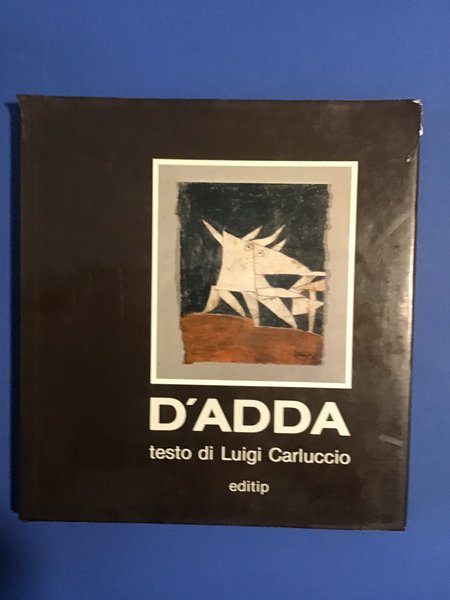 D'ADDA
testo di Luigi Carluccio
editip